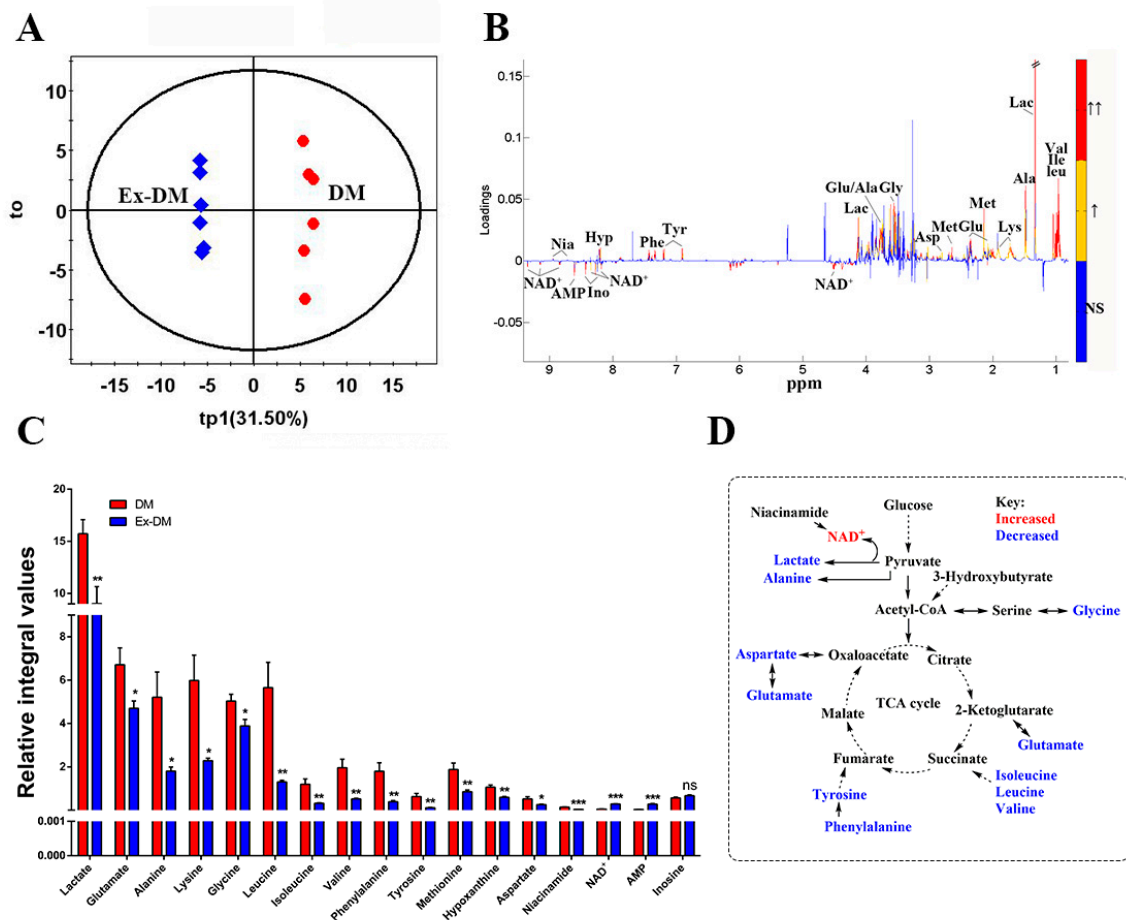 A
to
10
5
0
-5
-10
Ex-DM
DM
-15
-10
-5
0
5
10
15
tp1(31.50%)
B
Loadings
0.15
0.1
0.05
0
-0.05
Lac
Val
Ile
leu
Ala
Glu/Ala
Gly
Lac
Met
Asp
Met
Glu
Lys
Nia
Hyp
Phe
Tyr
NAD+
AMP
Ino
NAD+
NAD+
↑↑
↑
NS
9
8
7
6
5
4
3
2
1
ppm
C
Relative integral values
20
15
10
6
4
2
0.001
0.000
DM
Ex-DM
**
*
*
*
*
**
**
**
**
**
**
**
*
***
***
***
ns
Lactate
Glutamate
Alanine
Lysine
Glycine
Leucine
Isoleucine
Valine
Phenylalanine
Tyrosine
Methionine
Hypoxanthine
Aspartate
Niacinamide
NAD+
AMP
Inosine
D
Niacinamide
Glucose
Key:
Increased
Decreased
NAD+
Lactate
Pyruvate
Alanine
3-Hydroxybutyrate
Acetyl-CoA
Serine
Glycine
Aspartate
Oxaloacetate
Citrate
Glutamate
TCA cycle
Malate
2-Ketoglutarate
Glutamate
Fumarate
Succinate
Isoleucine
Leucine
Valine
Tyrosine
Phenylalanine